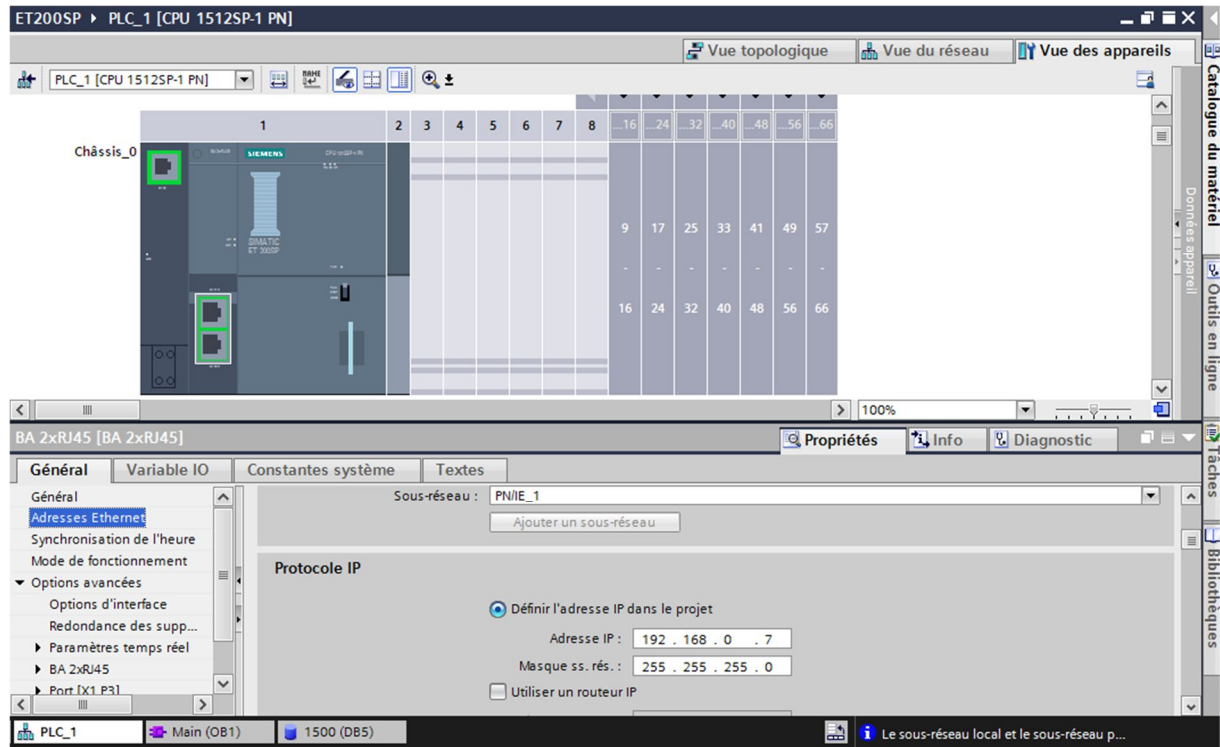 ET200SP ▸ PLC_1 [CPU 1512SP-1 PN]
Vue topologique
Vue du réseau
Vue des appareils
PLC_1 [CPU 1512SP-1 PN]
1 2 3 4 5 6 7 8 ...16 ...24 ...32 ...40 ...48 ...56 ...66
Châssis_0
SIEMENS
9 17 25 33 41 49 57
SIMATIC
ET 200SP
- - - - - - -
16 24 32 40 48 56 66
Données appareil
100%
BA 2xRJ45 [BA 2xRJ45]
Propriétés
Info
Diagnostic
Général
Variable IO
Constantes système
Textes
Général
Adresses Ethernet
Synchronisation de l'heure
Mode de fonctionnement
Options avancées
Options d'interface
Redondance des supp...
Paramètres temps réel
BA 2xRJ45
Port [X1 P3]
Sous-réseau : PN/IE_1
Ajouter un sous-réseau
Protocole IP
Définir l'adresse IP dans le projet
Adresse IP : 192 . 168 . 0 . 7
Masque ss. rés. : 255 . 255 . 255 . 0
Utiliser un routeur IP
Catalogue du matériel
Outils en ligne
Tâches
Bibliothèques
PLC_1
Main (OB1)
1500 (DB5)
Le sous-réseau local et le sous-réseau p...